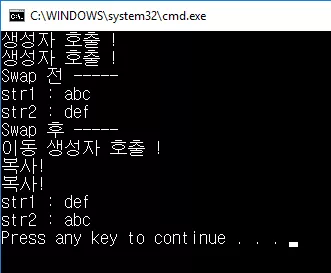 C:\WINDOWS\system32\cmd.exe
생성자 호출 !
생성자 호출 !
Swap 전 -----
str1 : abc
str2 : def
Swap 후 -----
이동 생성자 호출 !
복사!
복사!
str1 : def
str2 : abc
Press any key to continue . . .